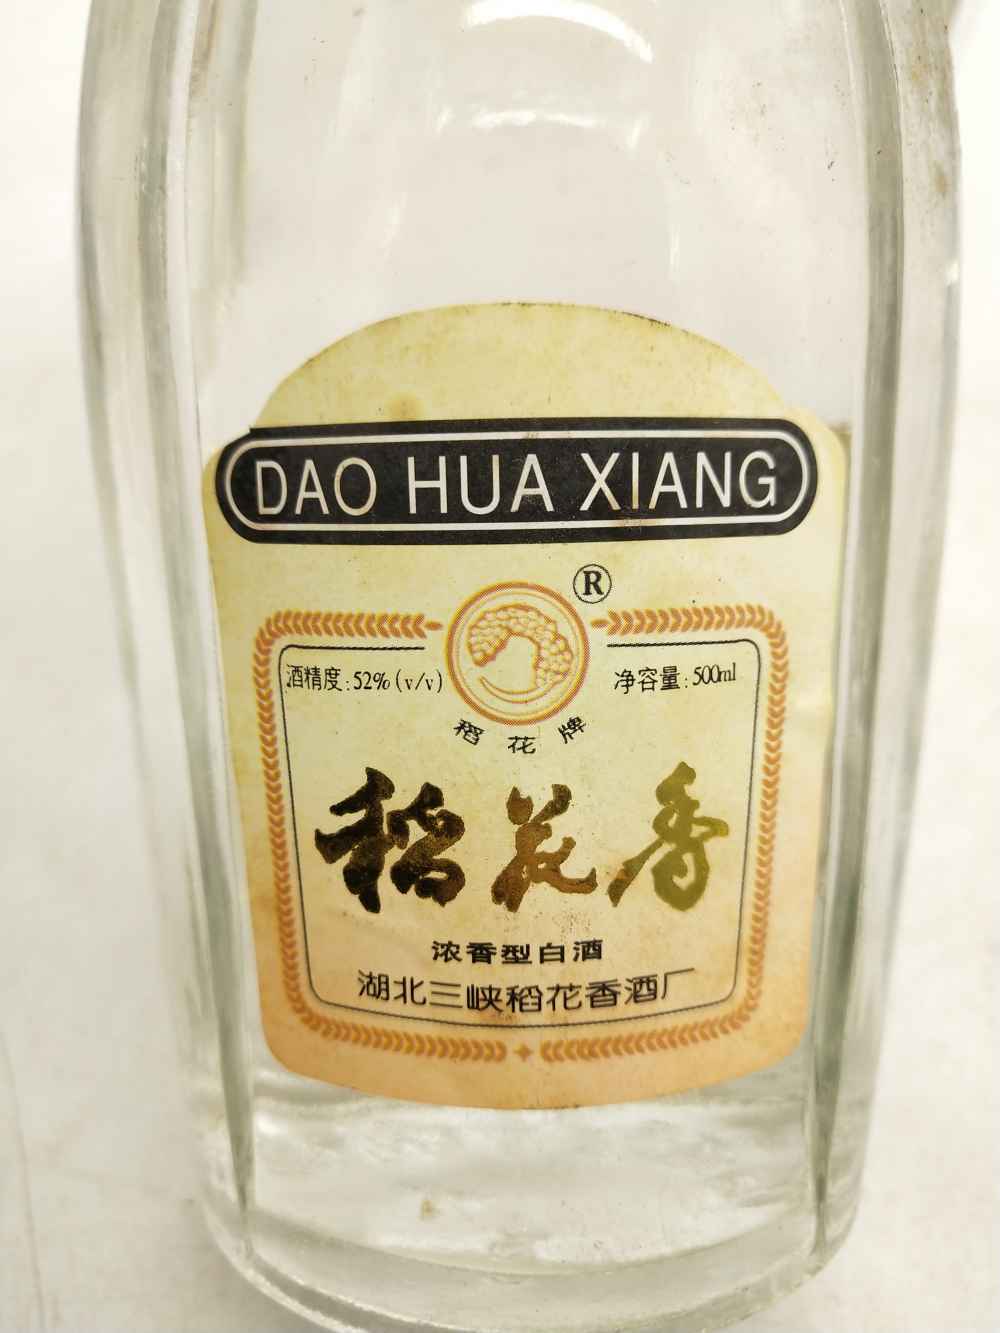 DAO HUA XIANG
®
酒精度:52%(v/v)
净容量:500ml
稻花牌
稻花香
浓香型白酒
湖北三峡稻花香酒厂